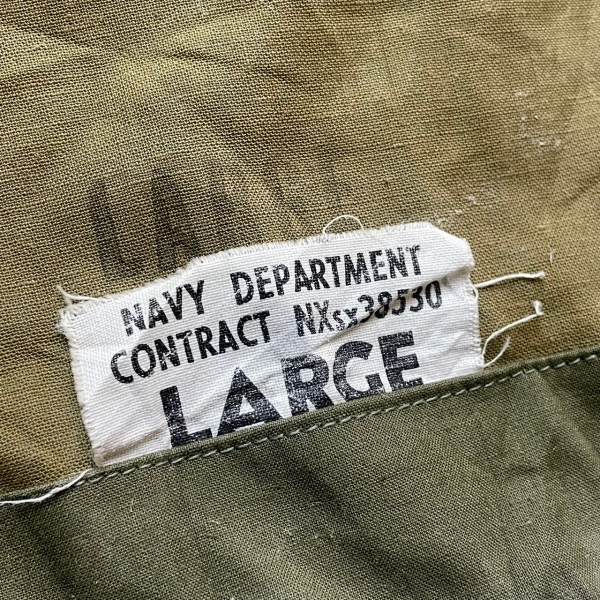 NAVY DEPARTMENT
CONTRACT NXsx38530
LARGE